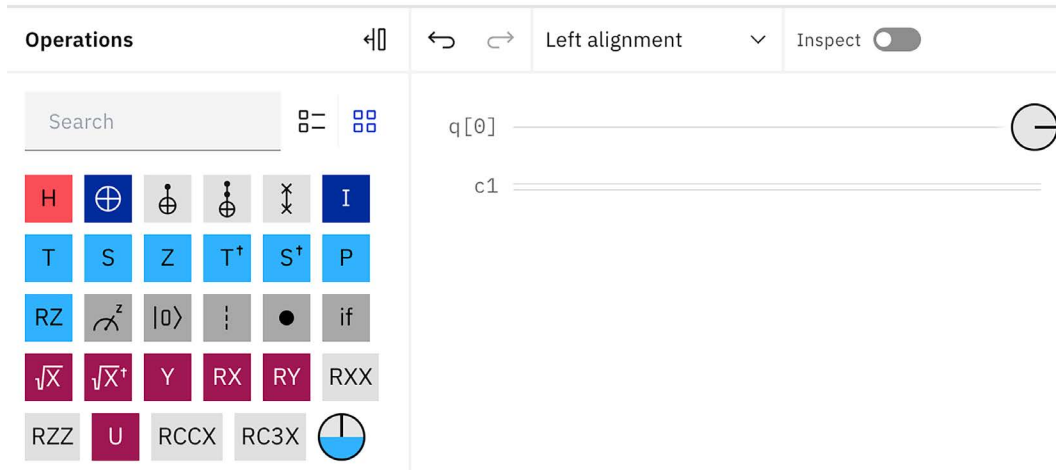 Operations
Left alignment
Inspect
Search
q[0]
c1
H I
T S Z T† S† P
RZ z |0⟩ if
√X √X† Y RX RY RXX
RZZ U RCCX RC3X